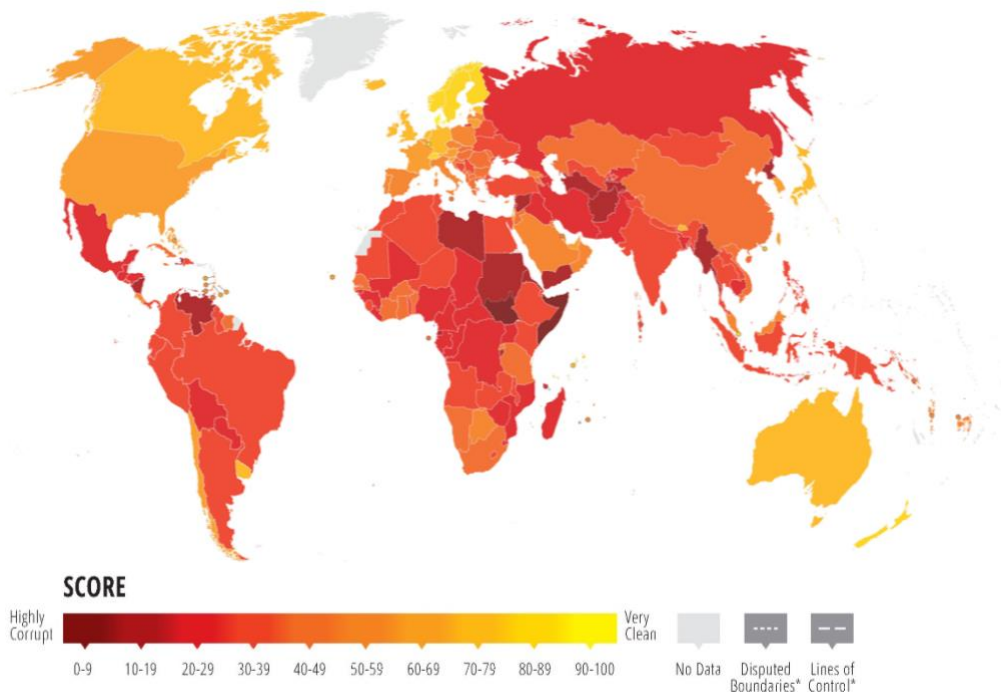 SCORE
Highly
Corrupt
Very
Clean
0-9
10-19
20-29
30-39
40-49
50-59
60-69
70-79
80-89
90-100
No Data
Disputed
Boundaries*
Lines of
Control*